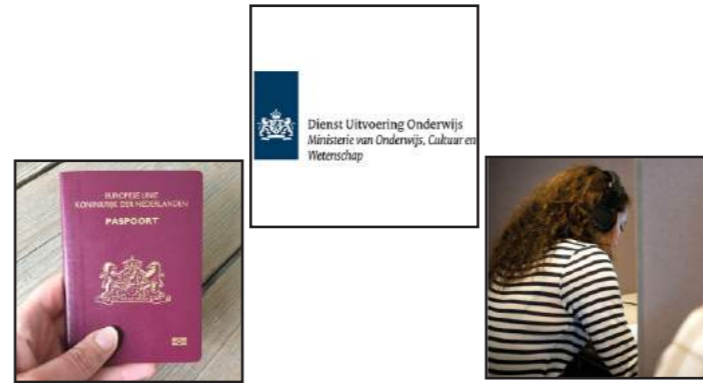 Dienst Uitvoering Onderwijs
Ministerie van Onderwijs, Cultuur en
Wetenschap
EUROPESE UNIE
KONINKRIJK DER NEDERLANDEN
PASPOORT